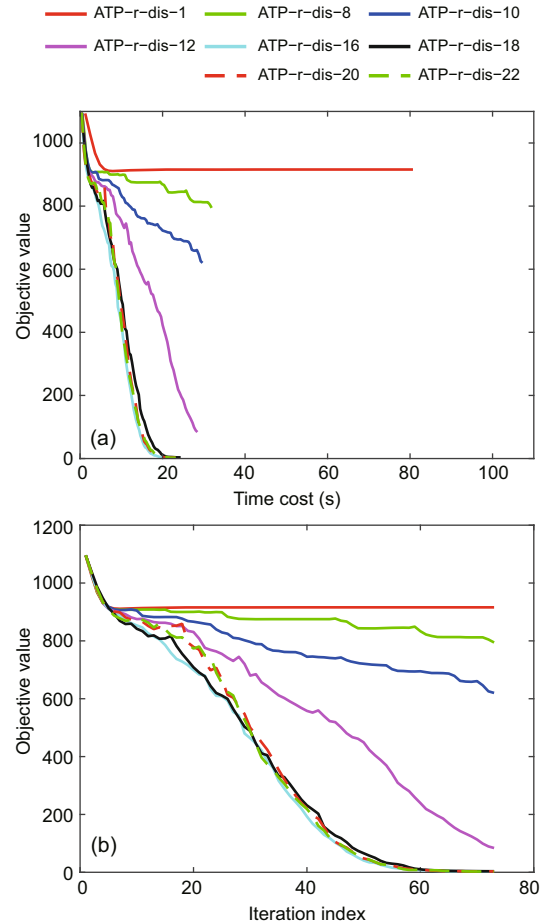 ATP-r-dis-1 ATP-r-dis-8 ATP-r-dis-10
ATP-r-dis-12 ATP-r-dis-16 ATP-r-dis-18
ATP-r-dis-20 ATP-r-dis-22
1000
800
600
400
200
0
Objective value
(a)
0 20 40 60 80 100
Time cost (s)
1200
1000
800
600
400
200
0
Objective value
(b)
0 20 40 60 80
Iteration index